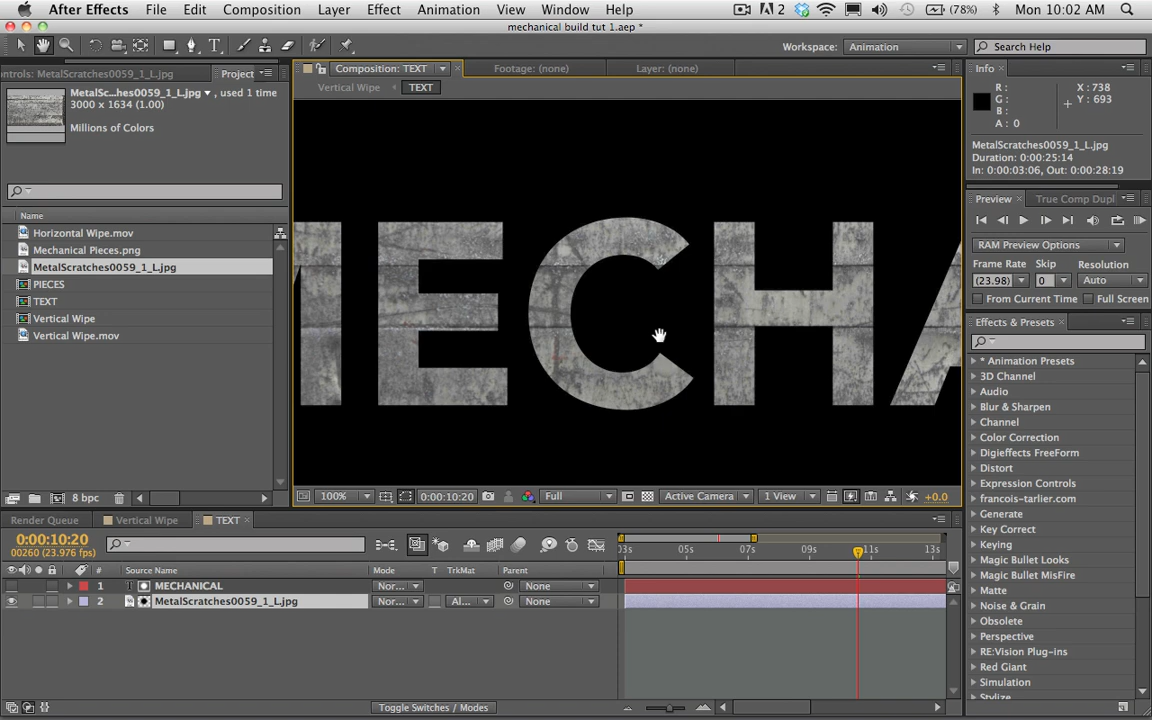 After Effects File Edit Composition Layer Effect Animation View Window Help 2 (78%) Mon 10:02 AM
mechanical build tut 1.aep *
Workspace: Animation Search Help
ontrols: MetalScratches0059_1_L.jpg Project
MetalSc...hes0059_1_L.jpg, used 1 time
3000 x 1634 (1.00)
Millions of Colors
Name
Horizontal Wipe.mov
Mechanical Pieces.png
MetalScratches0059_1_L.jpg
PIECES
TEXT
Vertical Wipe
Vertical Wipe.mov
8 bpc
Composition: TEXT Footage: (none) Layer: (none)
Vertical Wipe TEXT
MECHA
100% 0:00:10:20 Full Active Camera 1 View +0.0
Info
R: X : 738
G: Y : 693
B:
A : 0
MetalScratches0059_1_L.jpg
Duration: 0:00:25:14
In: 0:00:03:06, Out: 0:00:28:19
Preview True Comp Dupl
RAM Preview Options
Frame Rate Skip Resolution
(23.98) 0 Auto
From Current Time Full Screen
Effects & Presets
* Animation Presets
3D Channel
Audio
Blur & Sharpen
Channel
Color Correction
Digieffects FreeForm
Distort
Expression Controls
francois-tarlier.com
Generate
Key Correct
Keying
Magic Bullet Looks
Magic Bullet MisFire
Matte
Noise & Grain
Obsolete
Perspective
RE:Vision Plug-ins
Red Giant
Simulation
Stylize
Render Queue Vertical Wipe TEXT
0:00:10:20
00260 (23.976 fps)
03s 05s 07s 09s 11s 13s
# Source Name Mode T TrkMat Parent
1 T MECHANICAL Nor... None
2 MetalScratches0059_1_L.jpg Nor... Al... None
Toggle Switches / Modes